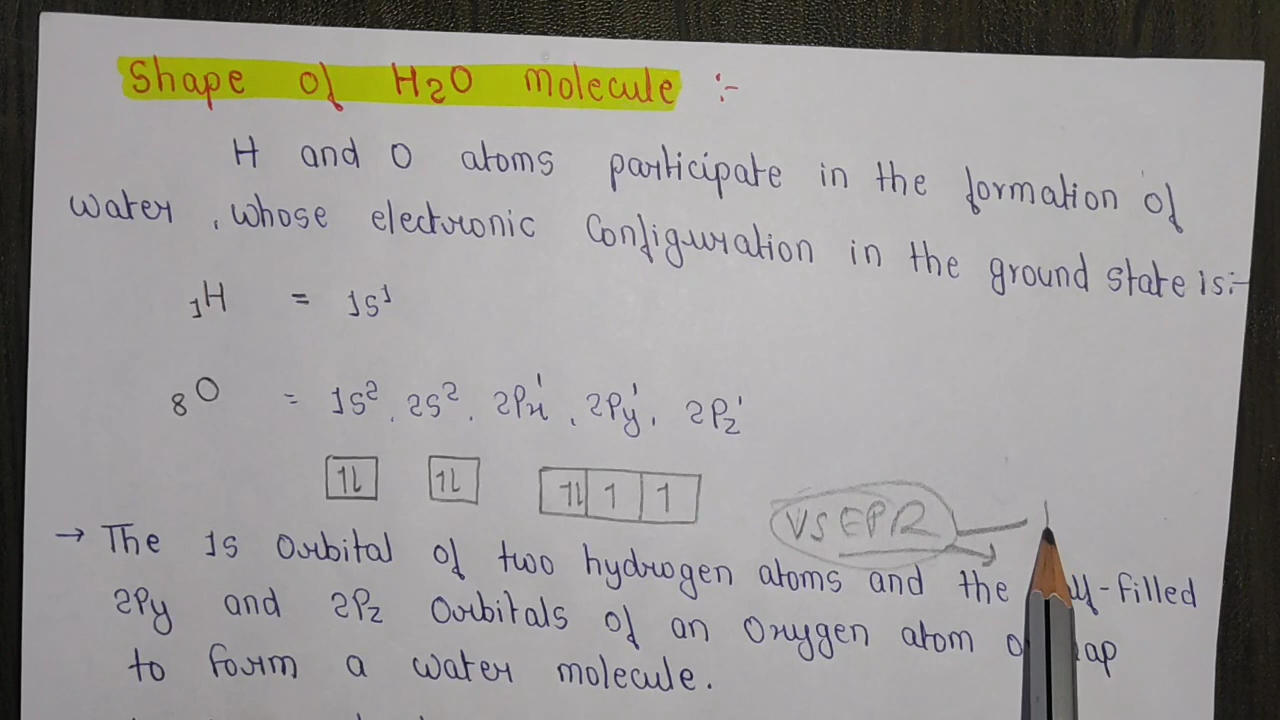 Shape of H2O Molecule :-
H and O atoms participate in the formation of
water, whose electronic Configuration in the ground state is:-
1H = 1s¹
8O = 1s², 2s², 2Px¹, 2Py¹, 2Pz¹
1L 1L 1L 1 1
VSEPR
→ The 1s Orbital of two hydrogen atoms and the filled
2Py and 2Pz Orbitals of an Oxygen atom
to form a water molecule.